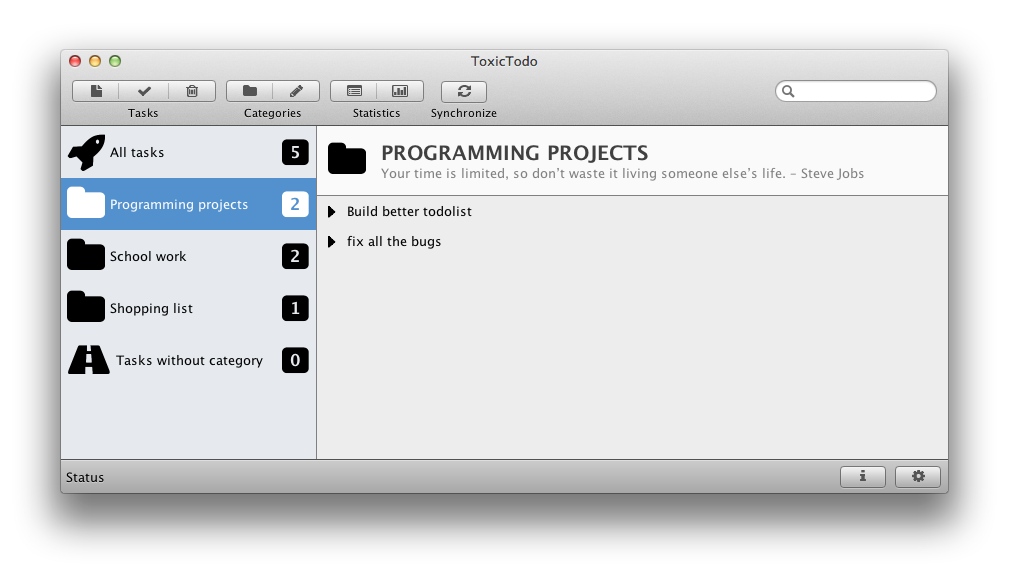 ToxicTodo
Tasks
Categories
Statistics
Synchronize
All tasks
5
Programming projects
2
School work
2
Shopping list
1
Tasks without category
0
PROGRAMMING PROJECTS
Your time is limited, so don’t waste it living someone else’s life. – Steve Jobs
Build better todolist
fix all the bugs
Status